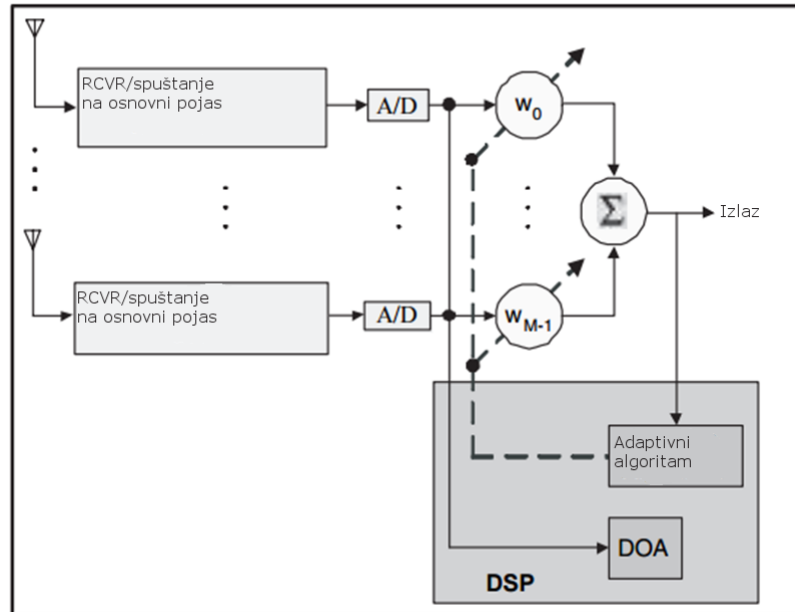 RCVR/spuštanje
na osnovni pojas
A/D
w0
Σ
Izlaz
RCVR/spuštanje
na osnovni pojas
A/D
wM-1
Adaptivni
algoritam
DOA
DSP